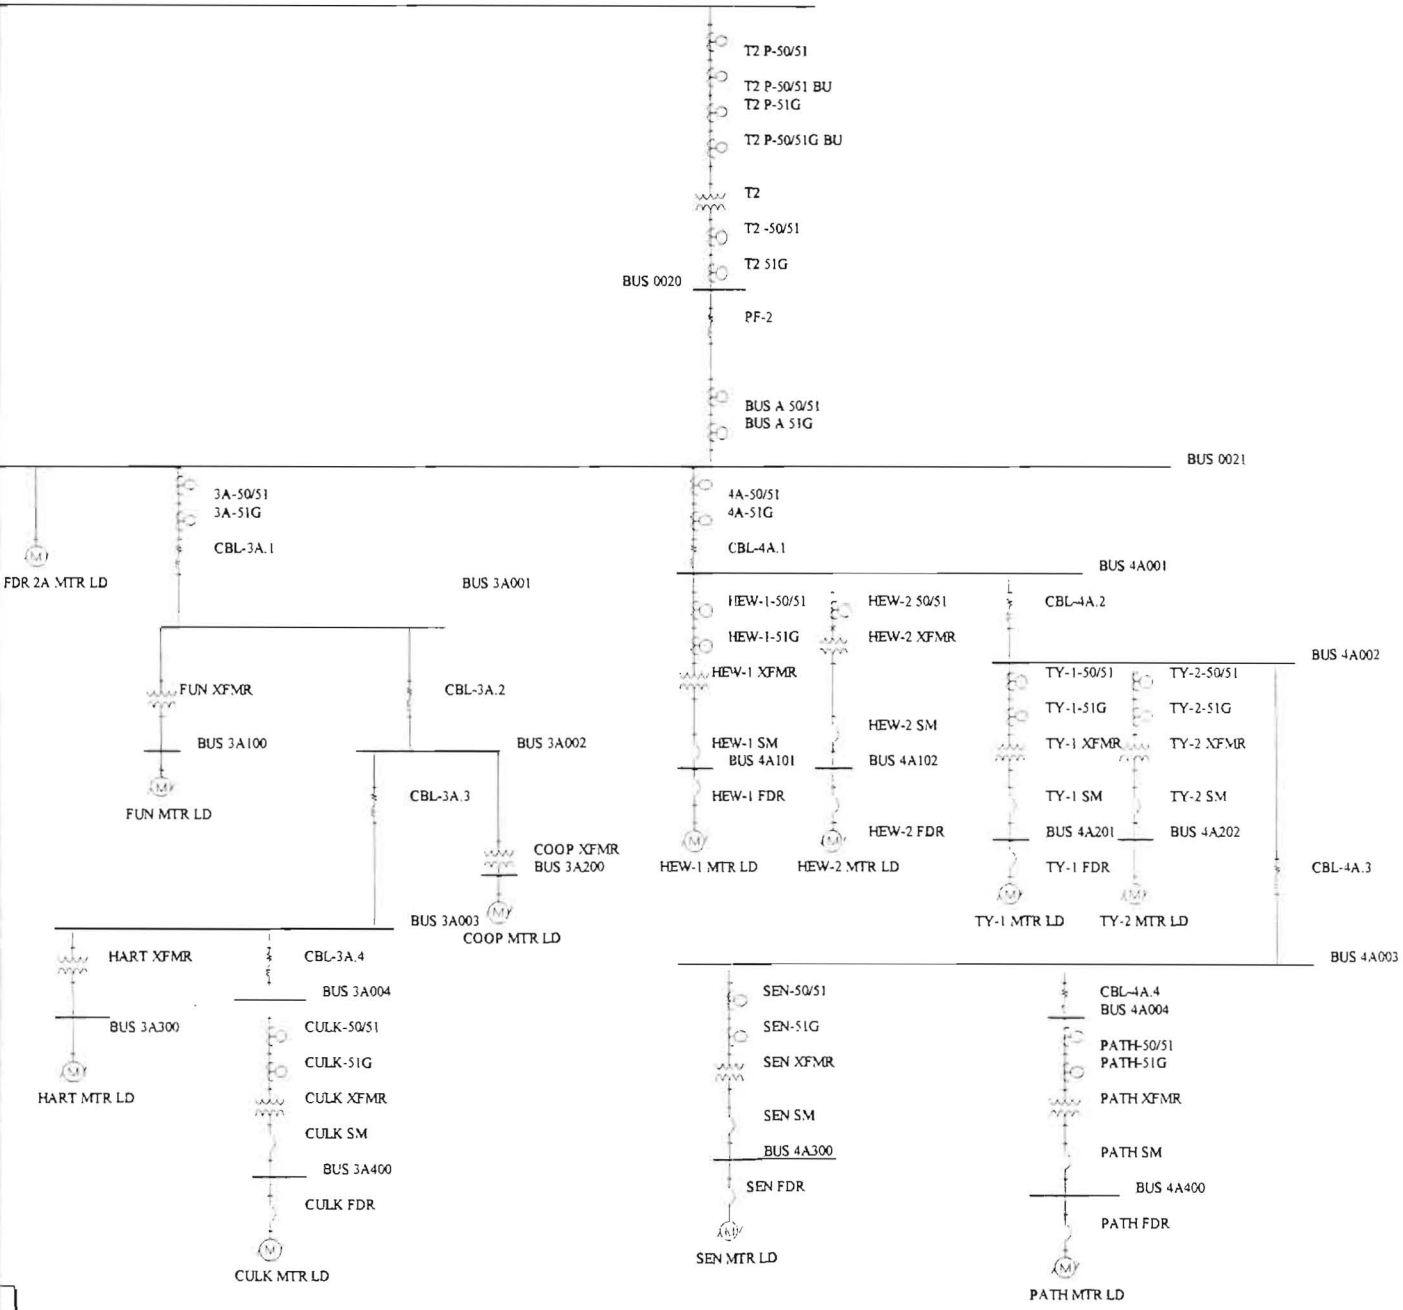 T2 P-50/51
T2 P-50/51 BU
T2 P-51G
T2 P-50/51G BU
T2
T2 -50/51
T2 51G
BUS 0020
PF-2
BUS A 50/51
BUS A 51G
BUS 0021
3A-50/51
3A-51G
CBL-3A.1
FDR 2A MTR LD
BUS 3A001
FUN XFMR
CBL-3A.2
BUS 3A100
FUN MTR LD
BUS 3A002
CBL-3A.3
COOP XFMR
BUS 3A200
COOP MTR LD
BUS 3A003
HART XFMR
BUS 3A300
HART MTR LD
CBL-3A.4
BUS 3A004
CULK-50/51
CULK-51G
CULK XFMR
CULK SM
BUS 3A400
CULK FDR
CULK MTR LD
4A-50/51
4A-51G
CBL-4A.1
BUS 4A001
HEW-1-50/51
HEW-1-51G
HEW-1 XFMR
HEW-1 SM
BUS 4A101
HEW-1 FDR
HEW-1 MTR LD
HEW-2 50/51
HEW-2 XFMR
HEW-2 SM
BUS 4A102
HEW-2 FDR
HEW-2 MTR LD
CBL-4A.2
BUS 4A002
TY-1-50/51
TY-1-51G
TY-1 XFMR
TY-1 SM
BUS 4A201
TY-1 FDR
TY-1 MTR LD
TY-2-50/51
TY-2-51G
TY-2 XFMR
TY-2 SM
BUS 4A202
TY-2 MTR LD
CBL-4A.3
BUS 4A003
SEN-50/51
SEN-51G
SEN XFMR
SEN SM
BUS 4A300
SEN FDR
SEN MTR LD
CBL-4A.4
BUS 4A004
PATH-50/51
PATH-51G
PATH XFMR
PATH SM
BUS 4A400
PATH FDR
PATH MTR LD
M
M
M
M
M
M
M
M
M
M
M